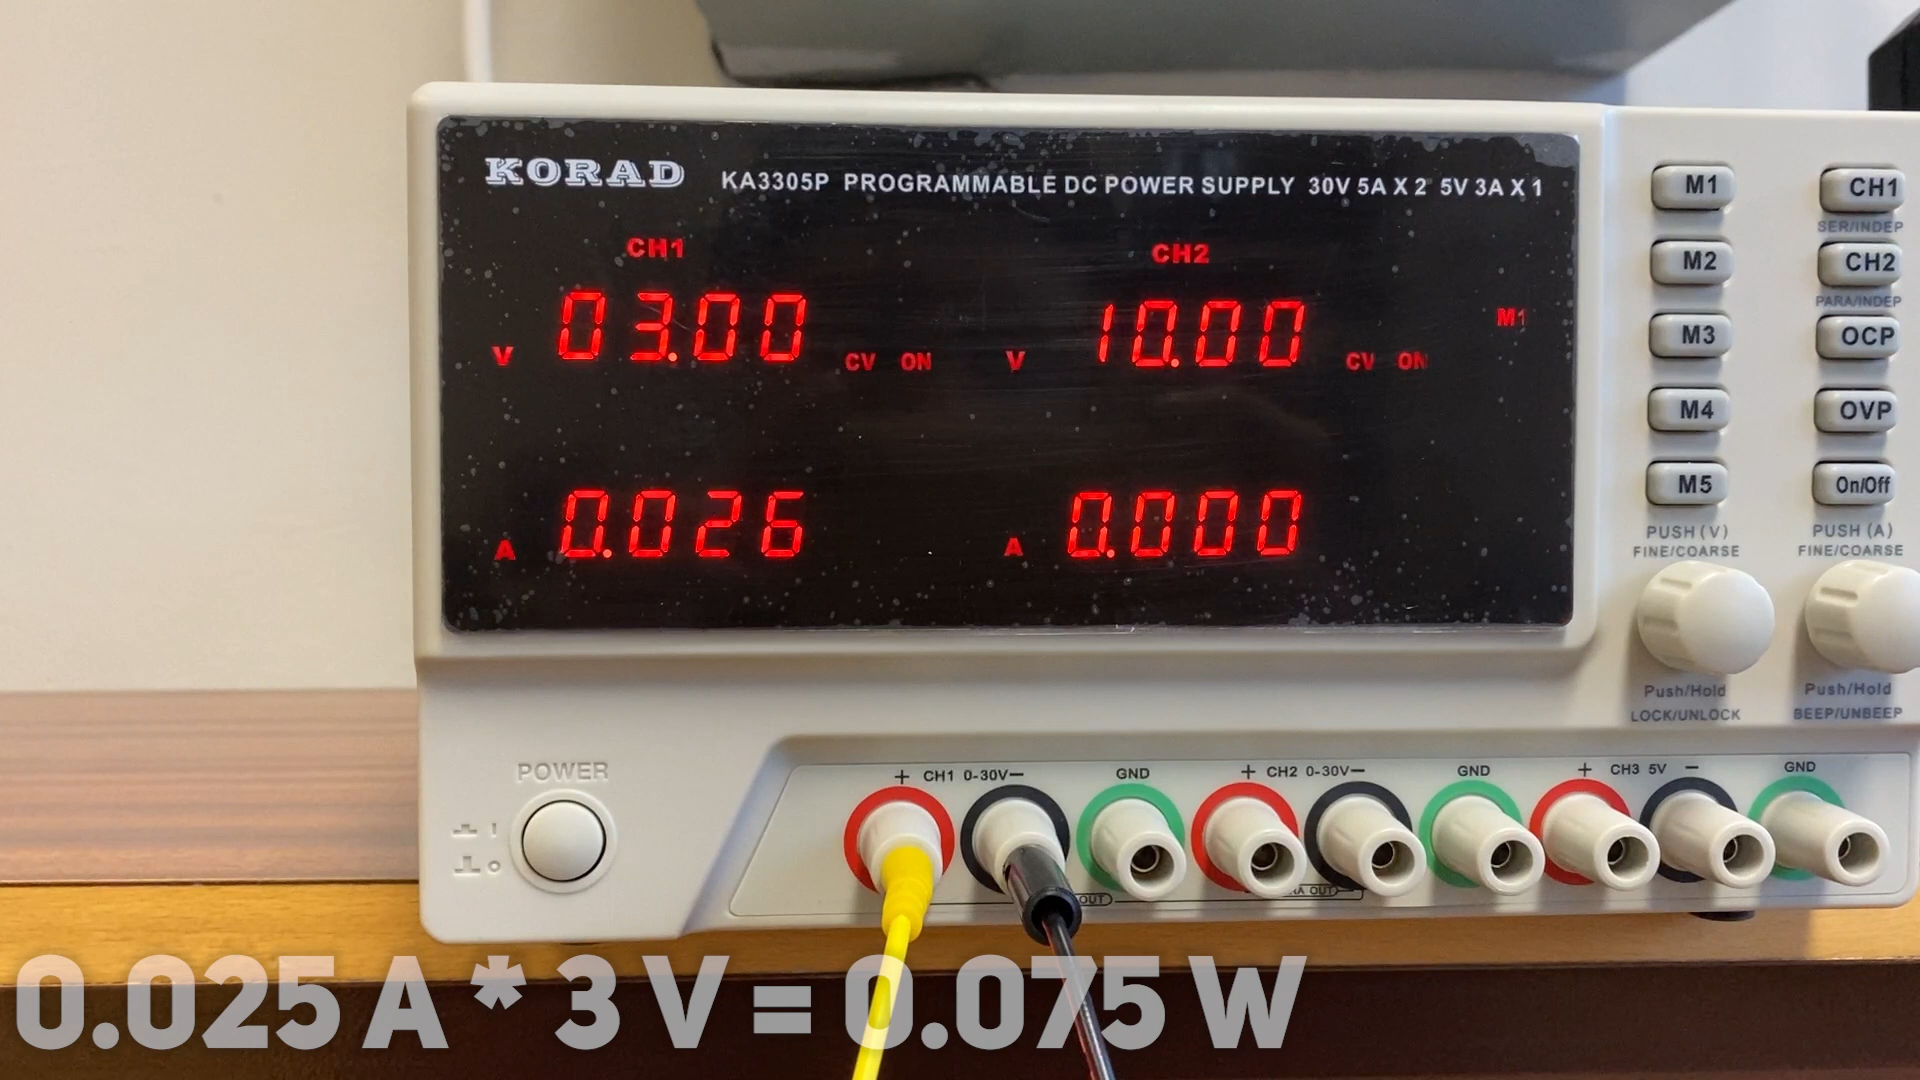 KORAD KA3305P PROGRAMMABLE DC POWER SUPPLY 30V 5A X 2 5V 3A X 1
CH1 CH2
V 03.00 CV ON V 10.00 CV ON M1
A 0.026 A 0.000
M1 CH1
SER/INDEP
M2 CH2
PARA/INDEP
M3 OCP
M4 OVP
M5 On/Off
PUSH (V) PUSH (A)
FINE/COARSE FINE/COARSE
Push/Hold Push/Hold
LOCK/UNLOCK BEEP/UNBEEP
POWER
+ CH1 0-30V − GND + CH2 0-30V − GND + CH3 5V − GND
OUT
OUT
0.025 A * 3 V = 0.075 W